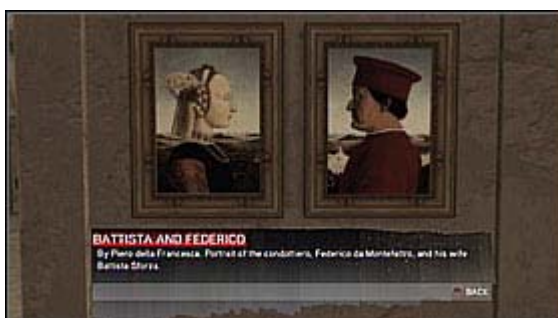 BATTISTA AND FEDERICO
By Piero della Francesca. Portrait of the condottiero, Federico da Montefeltro, and his wife
Battista Sforza.
BACK